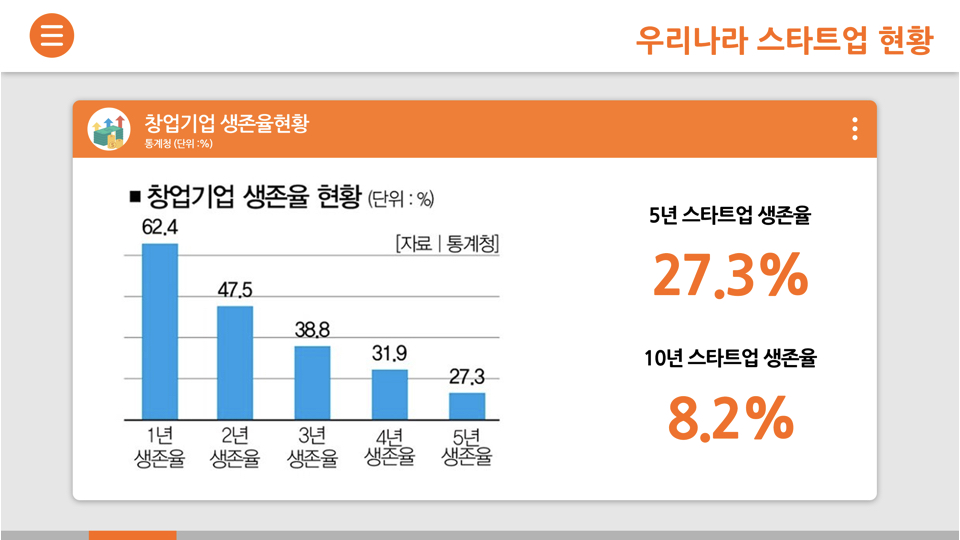 우리나라 스타트업 현황
창업기업 생존율현황
통계청 (단위 :%)
■ 창업기업 생존율 현황 (단위 : %)
[자료 | 통계청]
62.4
47.5
38.8
31.9
27.3
1년
생존율
2년
생존율
3년
생존율
4년
생존율
5년
생존율
5년 스타트업 생존율
27.3%
10년 스타트업 생존율
8.2%